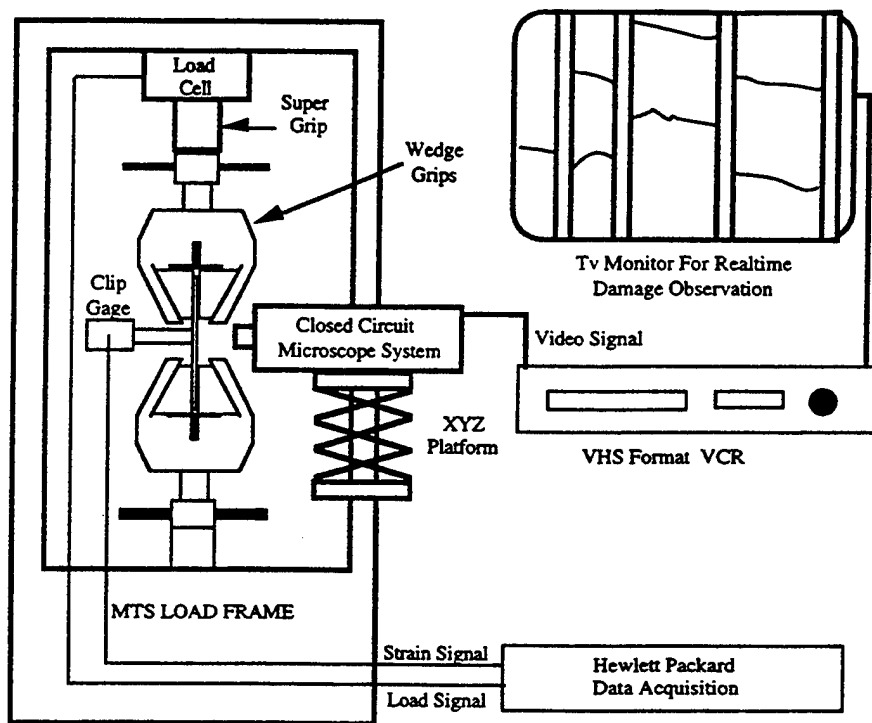 Load
Cell
Super
Grip
Wedge
Grips
Clip
Gage
Closed Circuit
Microscope System
Tv Monitor For Realtime
Damage Observation
Video Signal
XYZ
Platform
VHS Format VCR
MTS LOAD FRAME
Strain Signal
Load Signal
Hewlett Packard
Data Acquisition